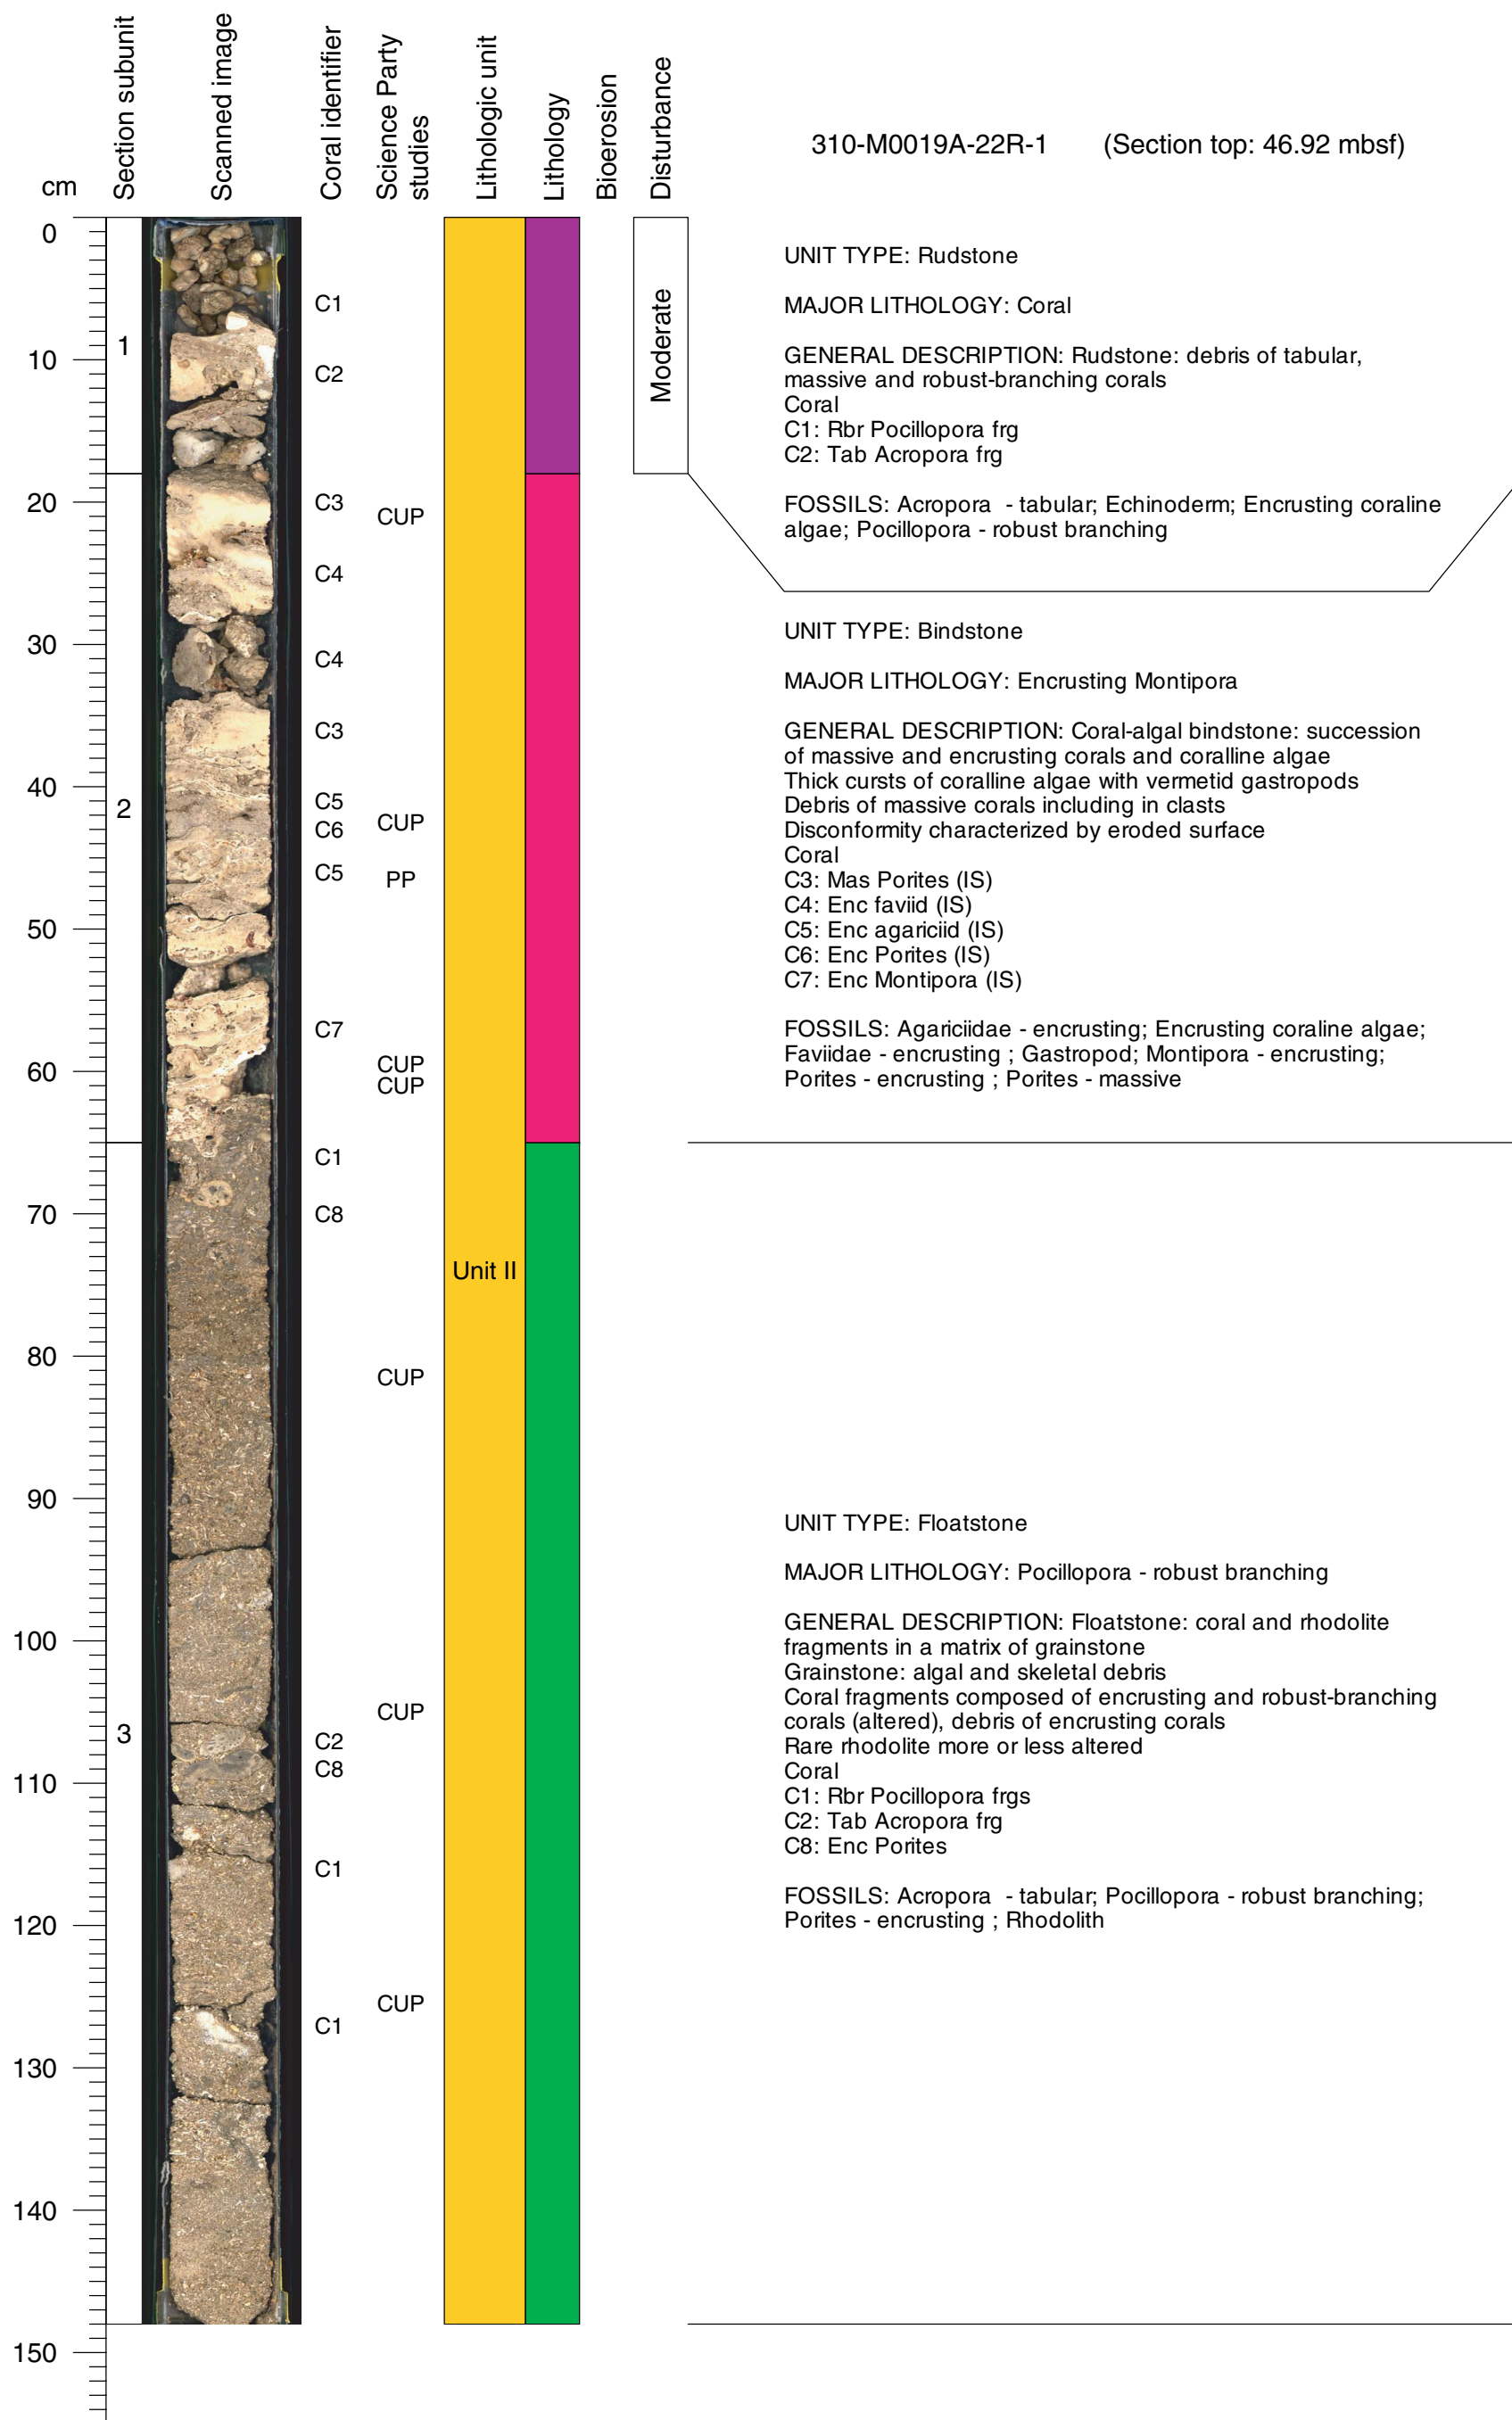 cm
Section subunit
Scanned image
Coral identifier
Science Party
studies
Lithologic unit
Lithology
Bioerosion
Disturbance
310-M0019A-22R-1 (Section top: 46.92 mbsf)
0
10
20
30
40
50
60
70
80
90
100
110
120
130
140
150
1
2
3
C1
C2
C3
C4
C4
C3
C5
C6
C5
C7
C1
C8
C2
C8
C1
C1
CUP
CUP
PP
CUP
CUP
CUP
CUP
CUP
Unit II
Moderate
UNIT TYPE: Rudstone
MAJOR LITHOLOGY: Coral
GENERAL DESCRIPTION: Rudstone: debris of tabular,
massive and robust-branching corals
Coral
C1: Rbr Pocillopora frg
C2: Tab Acropora frg
FOSSILS: Acropora - tabular; Echinoderm; Encrusting coraline
algae; Pocillopora - robust branching
UNIT TYPE: Bindstone
MAJOR LITHOLOGY: Encrusting Montipora
GENERAL DESCRIPTION: Coral-algal bindstone: succession
of massive and encrusting corals and coralline algae
Thick cursts of coralline algae with vermetid gastropods
Debris of massive corals including in clasts
Disconformity characterized by eroded surface
Coral
C3: Mas Porites (IS)
C4: Enc faviid (IS)
C5: Enc agariciid (IS)
C6: Enc Porites (IS)
C7: Enc Montipora (IS)
FOSSILS: Agariciidae - encrusting; Encrusting coraline algae;
Faviidae - encrusting ; Gastropod; Montipora - encrusting;
Porites - encrusting ; Porites - massive
UNIT TYPE: Floatstone
MAJOR LITHOLOGY: Pocillopora - robust branching
GENERAL DESCRIPTION: Floatstone: coral and rhodolite
fragments in a matrix of grainstone
Grainstone: algal and skeletal debris
Coral fragments composed of encrusting and robust-branching
corals (altered), debris of encrusting corals
Rare rhodolite more or less altered
Coral
C1: Rbr Pocillopora frgs
C2: Tab Acropora frg
C8: Enc Porites
FOSSILS: Acropora - tabular; Pocillopora - robust branching;
Porites - encrusting ; Rhodolith